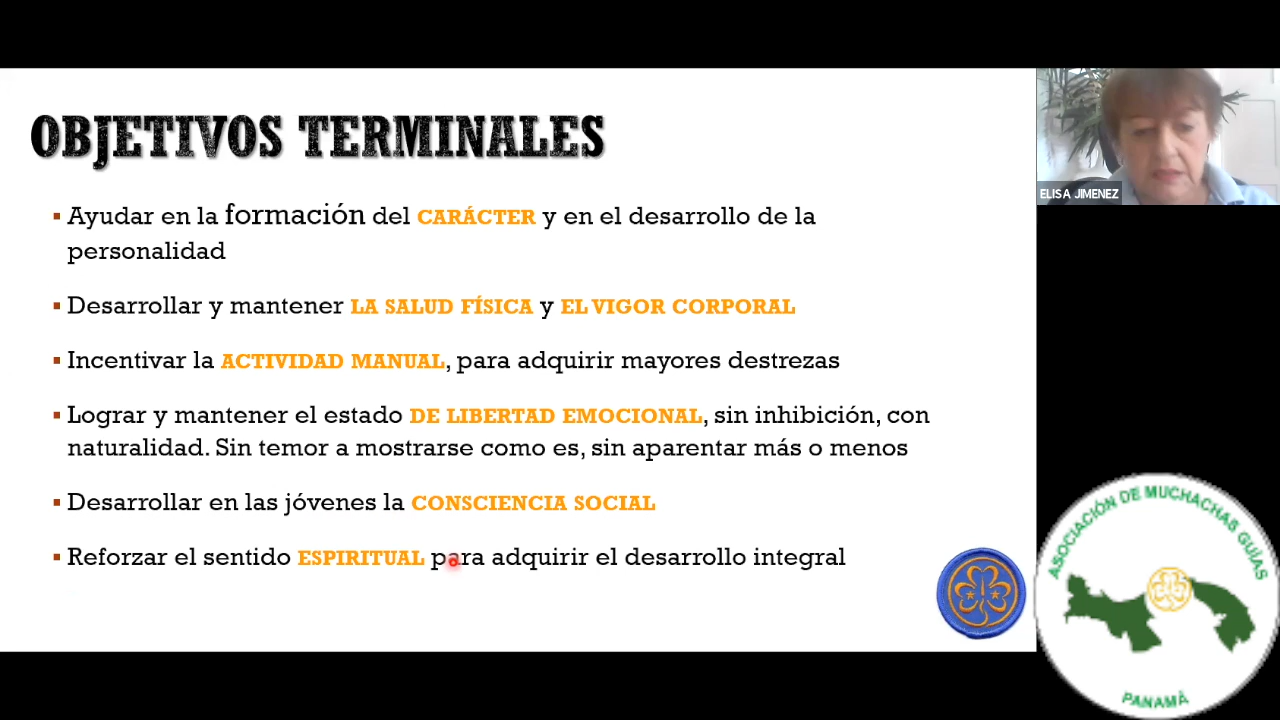 OBJETIVOS TERMINALES
Ayudar en la formación del CARÁCTER y en el desarrollo de la
personalidad
Desarrollar y mantener LA SALUD FÍSICA y EL VIGOR CORPORAL
Incentivar la ACTIVIDAD MANUAL, para adquirir mayores destrezas
Lograr y mantener el estado DE LIBERTAD EMOCIONAL, sin inhibición, con
naturalidad. Sin temor a mostrarse como es, sin aparentar más o menos
Desarrollar en las jóvenes la CONSCIENCIA SOCIAL
Reforzar el sentido ESPIRITUAL para adquirir el desarrollo integral
ELISA JIMENEZ
ASOCIACIÓN DE MUCHACHAS GUÍAS
PANAMÁ